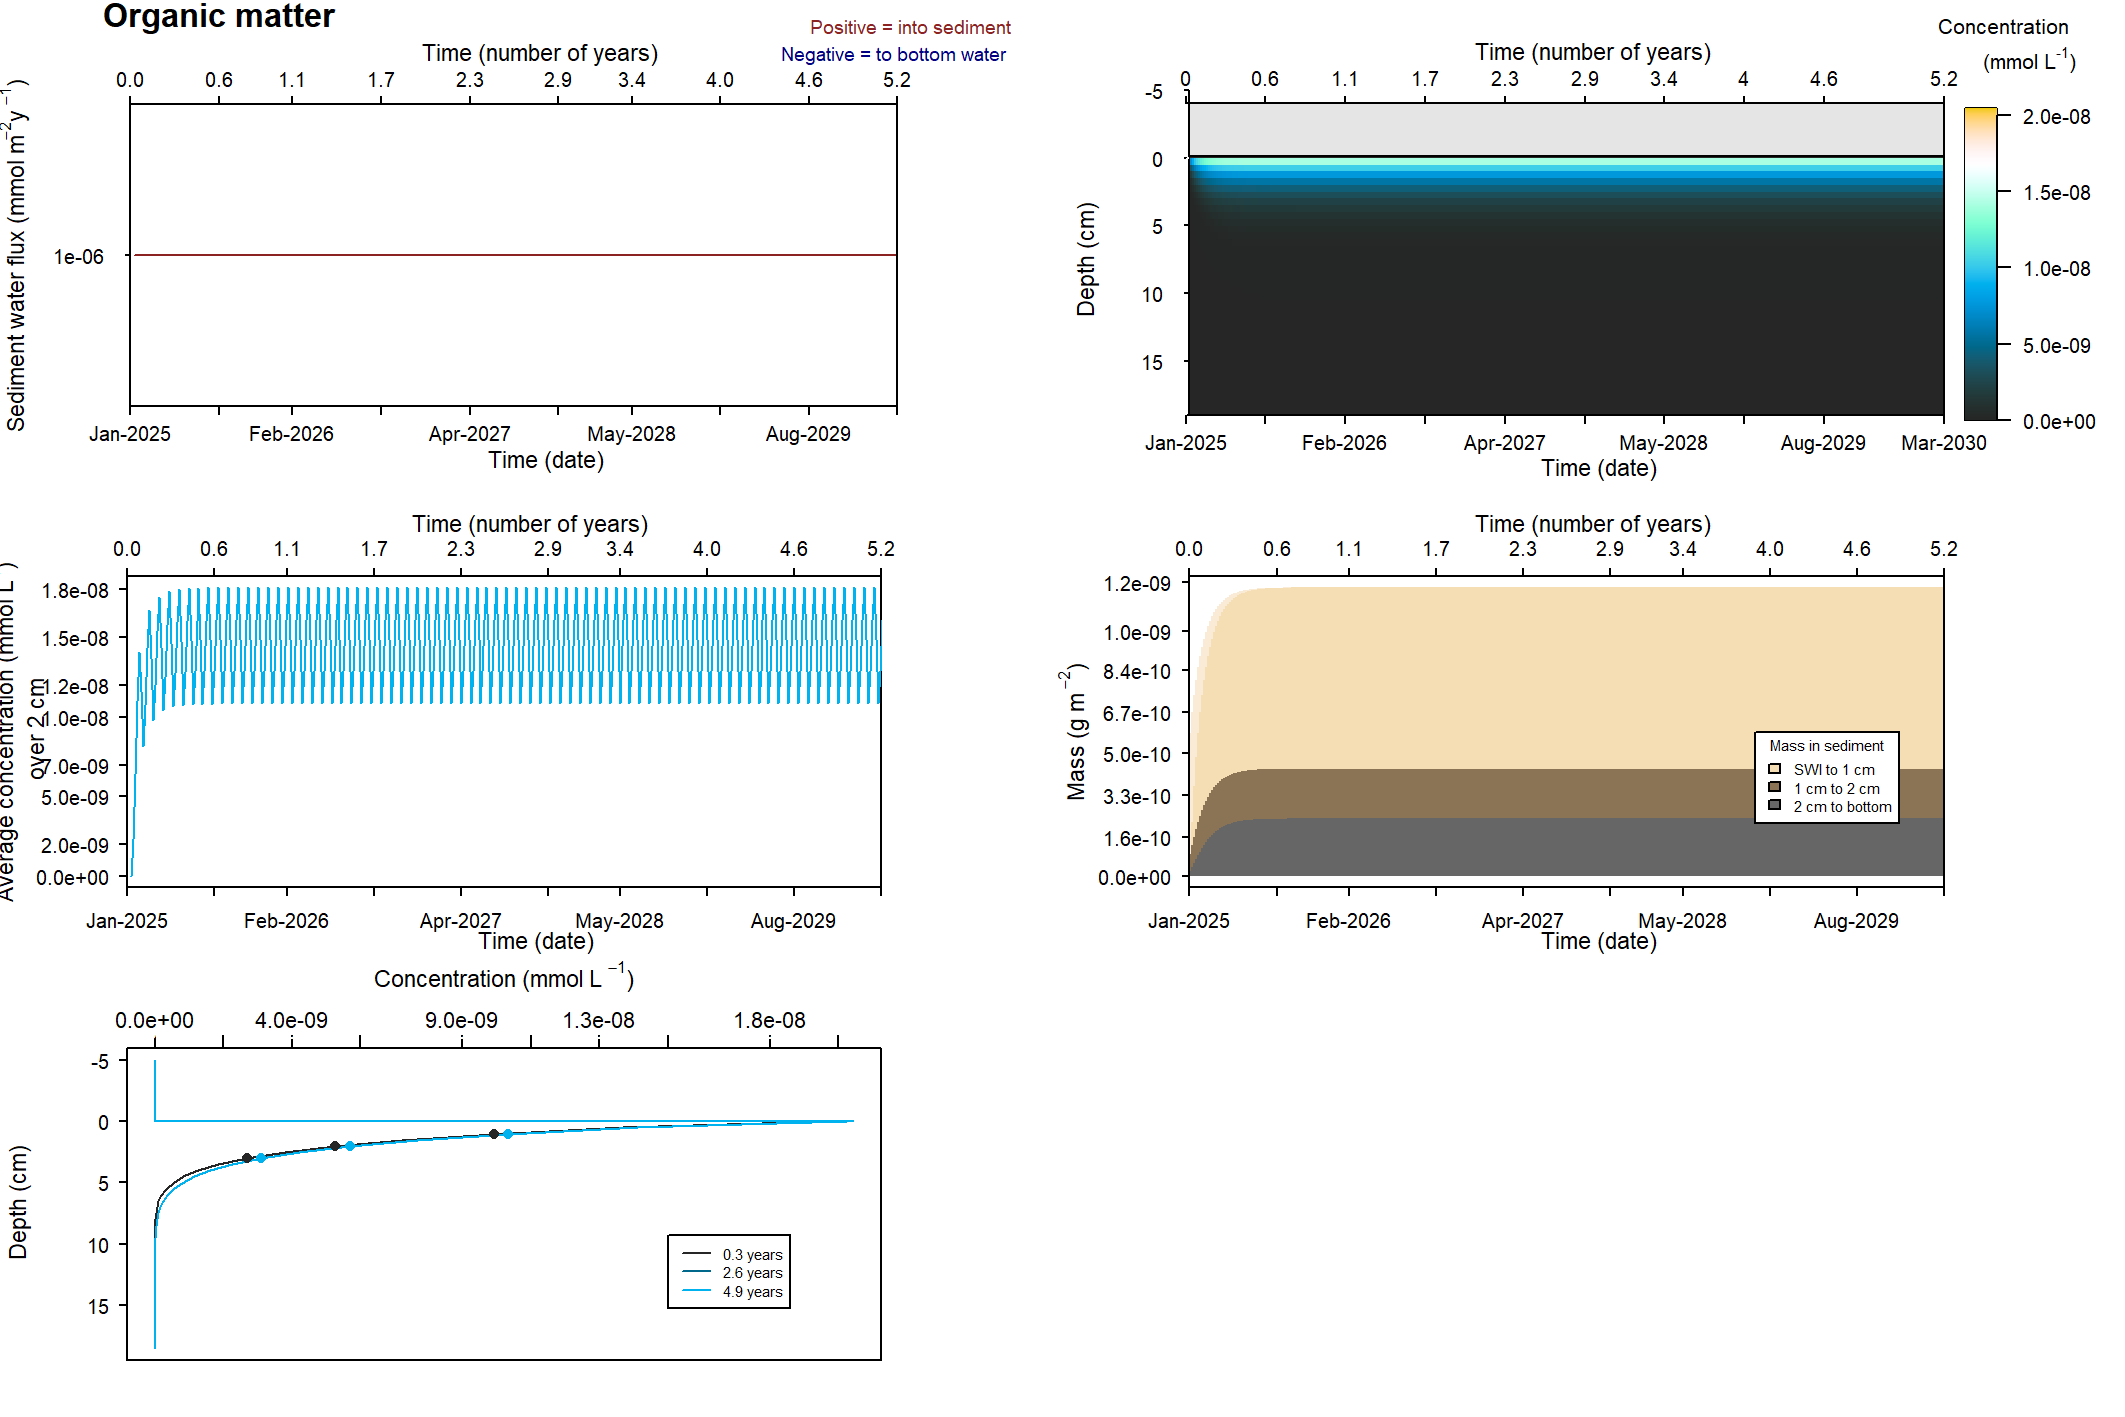 Organic matter
Positive = into sediment
Negative = to bottom water
Time (number of years)
0.0 0.6 1.1 1.7 2.3 2.9 3.4 4.0 4.6 5.2
Sediment water flux (mmol m−2y−1)
1e-06
Jan-2025 Feb-2026 Apr-2027 May-2028 Aug-2029
Time (date)
Concentration
(mmol L-1)
Time (number of years)
0 0.6 1.1 1.7 2.3 2.9 3.4 4 4.6 5.2
Depth (cm)
-5
0
5
10
15
2.0e-08
1.5e-08
1.0e-08
5.0e-09
0.0e+00
Jan-2025 Feb-2026 Apr-2027 May-2028 Aug-2029 Mar-2030
Time (date)
Time (number of years)
0.0 0.6 1.1 1.7 2.3 2.9 3.4 4.0 4.6 5.2
Average concentration (mmol L )
over 2 cm
1.8e-08
1.5e-08
1.2e-08
1.0e-08
7.0e-09
5.0e-09
2.0e-09
0.0e+00
Jan-2025 Feb-2026 Apr-2027 May-2028 Aug-2029
Time (date)
Time (number of years)
0.0 0.6 1.1 1.7 2.3 2.9 3.4 4.0 4.6 5.2
Mass (g m−2)
1.2e-09
1.0e-09
8.4e-10
6.7e-10
5.0e-10
3.3e-10
1.6e-10
0.0e+00
Mass in sediment
SWI to 1 cm
1 cm to 2 cm
2 cm to bottom
Jan-2025 Feb-2026 Apr-2027 May-2028 Aug-2029
Time (date)
Concentration (mmol L −1)
0.0e+00 4.0e-09 9.0e-09 1.3e-08 1.8e-08
Depth (cm)
-5
0
5
10
15
0.3 years
2.6 years
4.9 years